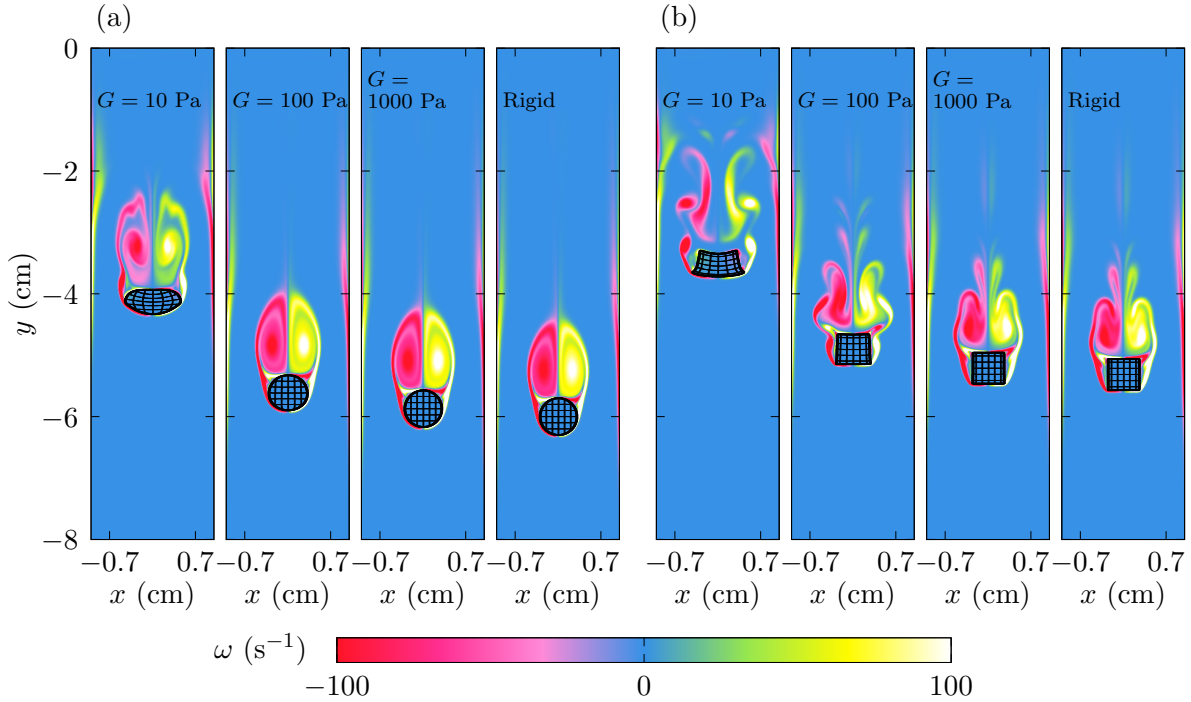 (a)
(b)
0
−2
−4
−6
−8
y (cm)
G = 10 Pa
G = 100 Pa
G =
1000 Pa
Rigid
G = 10 Pa
G = 100 Pa
G =
1000 Pa
Rigid
−0.7 0.7 −0.7 0.7 −0.7 0.7 −0.7 0.7 −0.7 0.7 −0.7 0.7 −0.7 0.7 −0.7 0.7
x (cm) x (cm) x (cm) x (cm) x (cm) x (cm) x (cm) x (cm)
ω (s⁻¹)
−100 0 100